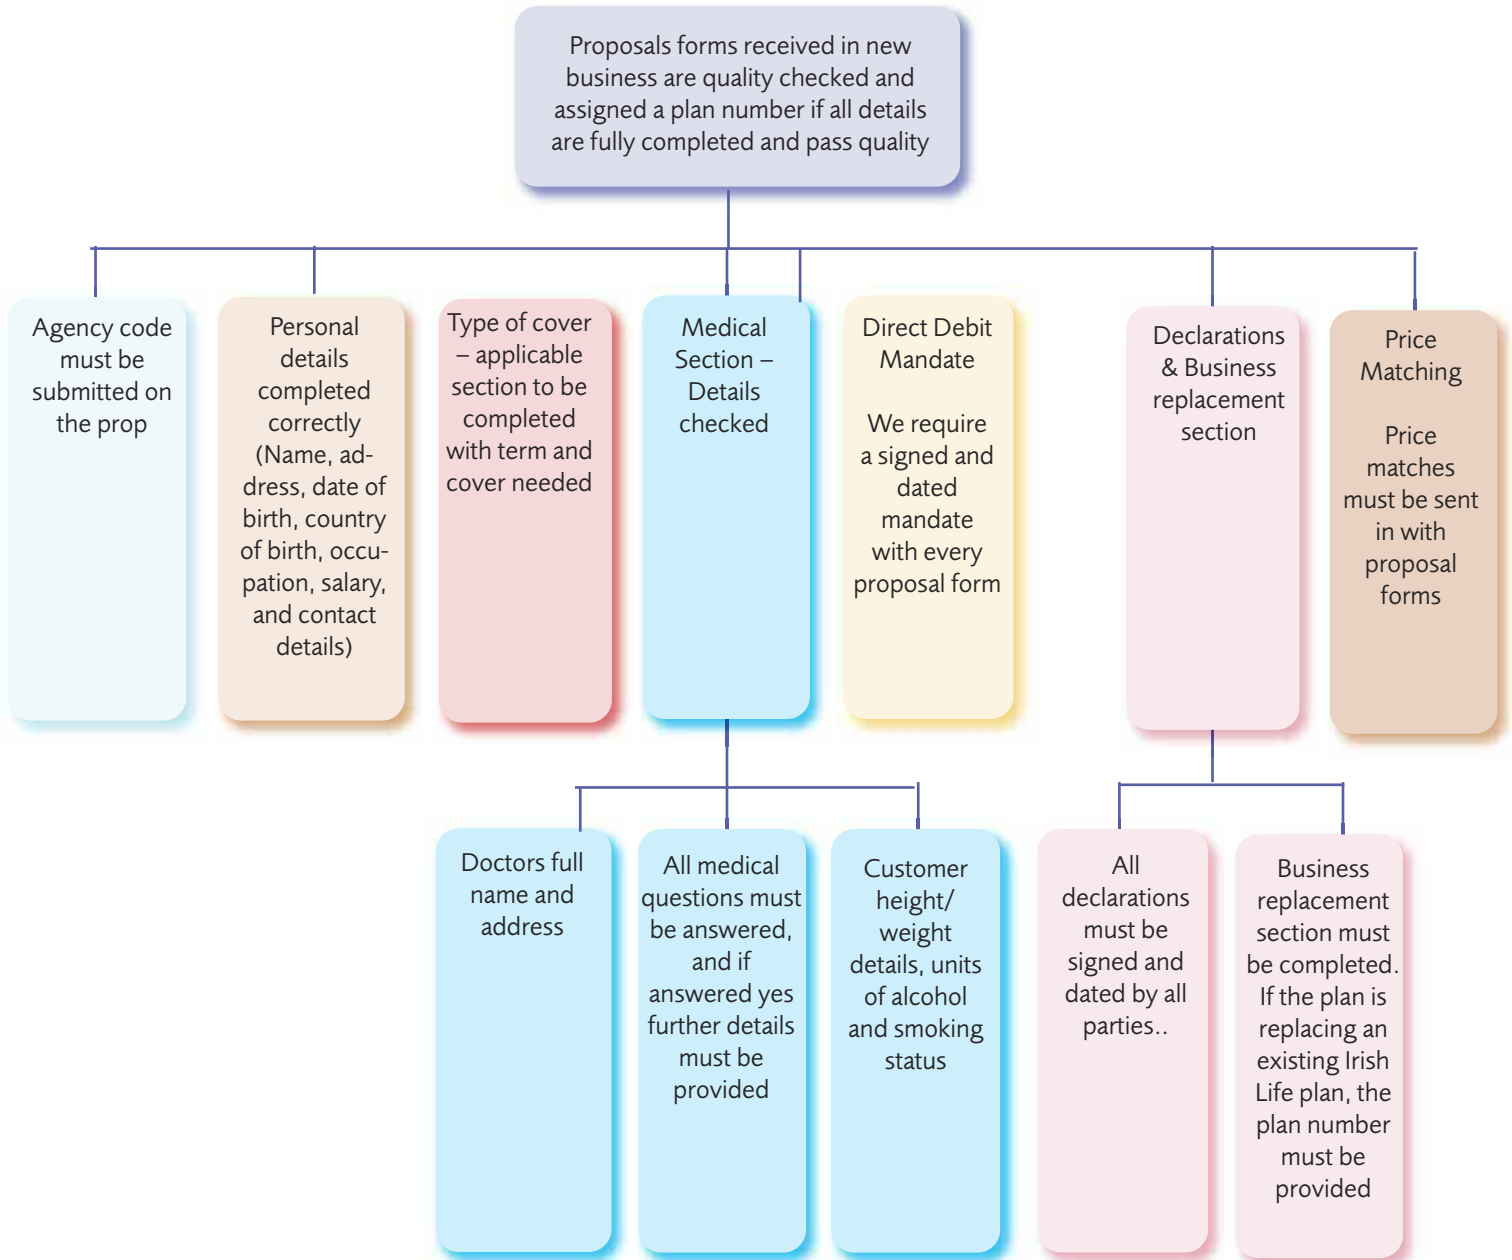 Proposals forms received in new
business are quality checked and
assigned a plan number if all details
are fully completed and pass quality
Agency code
must be
submitted on
the prop
Personal
details
completed
correctly
(Name, ad-
dress, date of
birth, country
of birth, occu-
pation, salary,
and contact
details)
Type of cover
– applicable
section to be
completed
with term and
cover needed
Medical
Section –
Details
checked
Direct Debit
Mandate
We require
a signed and
dated
mandate
with every
proposal form
Declarations
& Business
replacement
section
Price
Matching
Price
matches
must be sent
in with
proposal
forms
Doctors full
name and
address
All medical
questions must
be answered,
and if
answered yes
further details
must be
provided
Customer
height/
weight
details, units
of alcohol
and smoking
status
All
declarations
must be
signed and
dated by all
parties..
Business
replacement
section must
be completed.
If the plan is
replacing an
existing Irish
Life plan, the
plan number
must be
provided